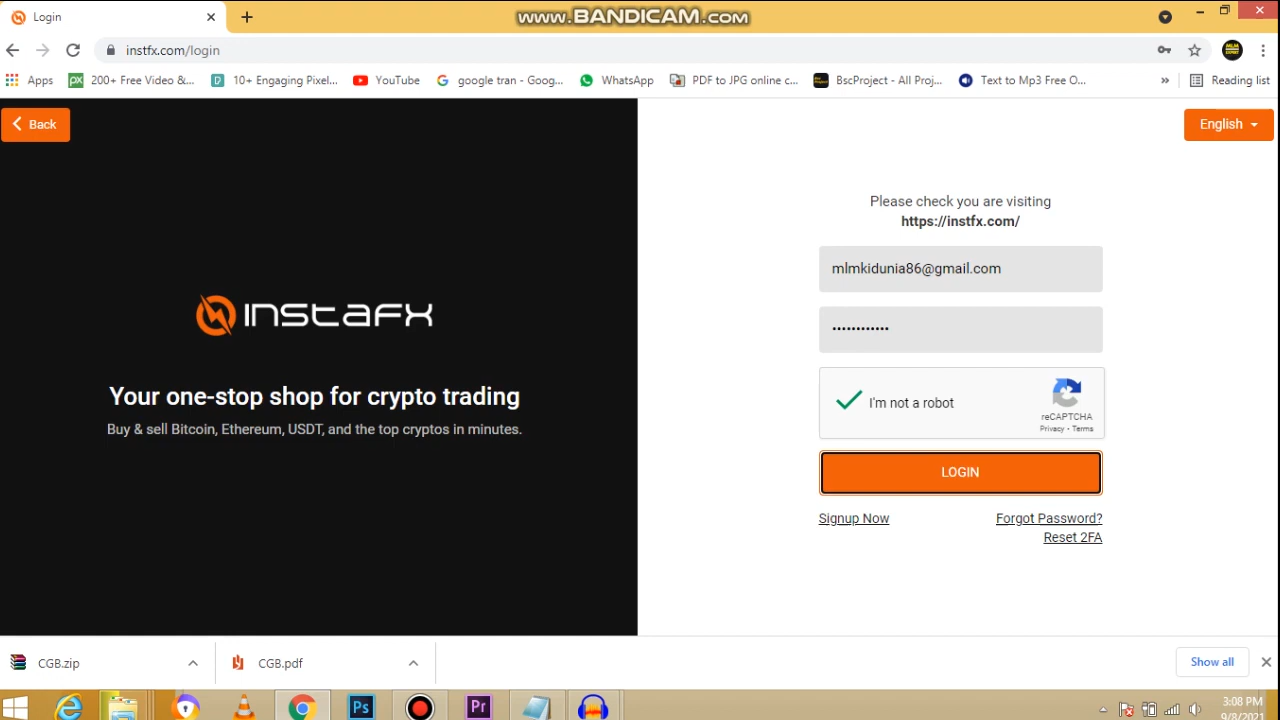 Login
www.BANDICAM.com
instfx.com/login
Apps
200+ Free Video &...
10+ Engaging Pixel...
YouTube
google tran - Goog...
WhatsApp
PDF to JPG online c...
BscProject - All Proj...
Text to Mp3 Free O...
»
Reading list
Back
English
Please check you are visiting
https://instfx.com/
mlmkidunia86@gmail.com
••••••••••••
I'm not a robot
reCAPTCHA
Privacy - Terms
LOGIN
Signup Now
Forgot Password?
Reset 2FA
INSTAFX
Your one-stop shop for crypto trading
Buy & sell Bitcoin, Ethereum, USDT, and the top cryptos in minutes.
CGB.zip
CGB.pdf
Show all
Ps
Pr
3:08 PM
9/8/2021